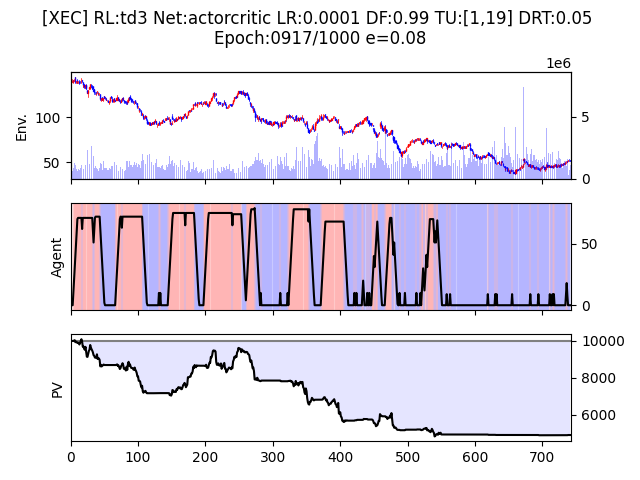 [XEC] RL:td3 Net:actorcritic LR:0.0001 DF:0.99 TU:[1,19] DRT:0.05
Epoch:0917/1000 e=0.08
1e6
Env.
100
50
5
0
Agent
50
0
PV
10000
8000
6000
0 100 200 300 400 500 600 700